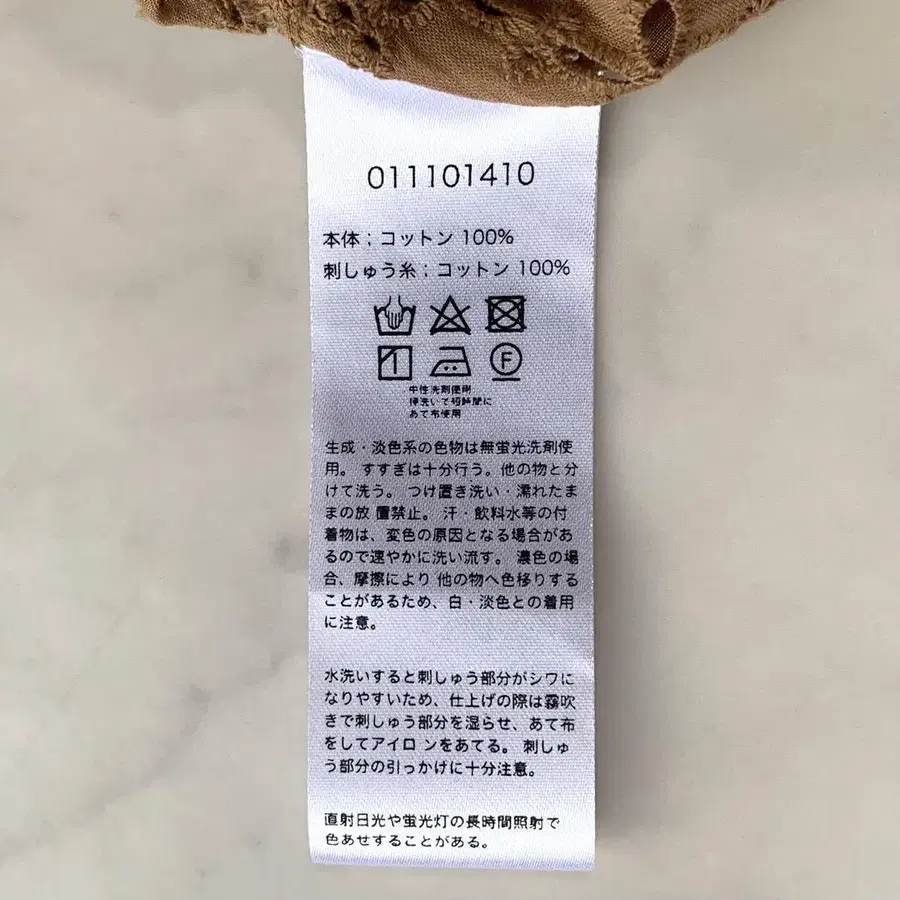 011101410
本体;コットン 100%
刺しゅう糸;コットン 100%
F
中性洗剤使用
押洗いで短時間に
あて布使用
生成・淡色系の色物は無蛍光洗剤使
用。 すすぎは十分行う。他の物と分
けて洗う。 つけ置き洗い・濡れたま
まの放 置禁止。 汗・飲料水等の付
着物は、変色の原因となる場合があ
るので速やかに洗い流す。 濃色の場
合、摩擦により 他の物へ色移りする
ことがあるため、白・淡色との着用
に注意。
水洗いすると刺しゅう部分がシワに
なりやすいため、仕上げの際は霧吹
きで刺しゅう部分を湿らせ、あて布
をしてアイロ ンをあてる。 刺しゅ
う部分の引っかけに十分注意。
直射日光や蛍光灯の長時間照射で
色あせすることがある。